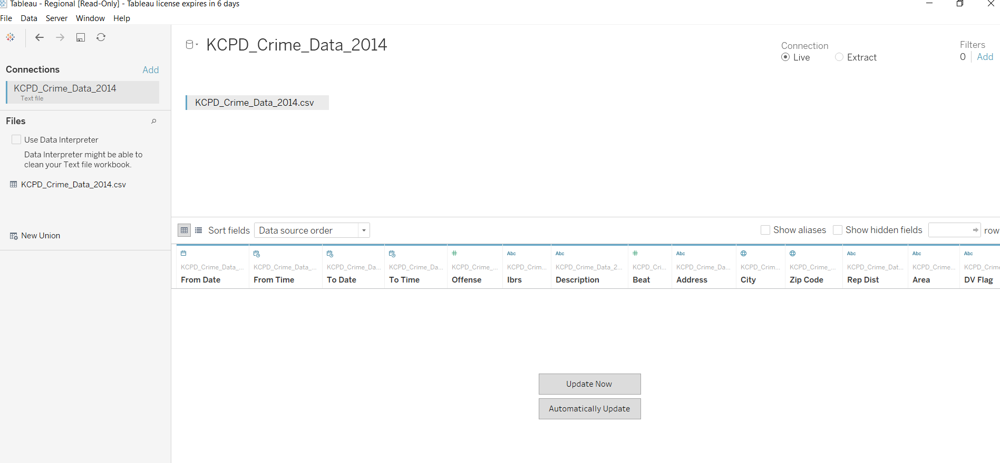 Tableau - Regional [Read-Only] - Tableau license expires in 6 days
File Data Server Window Help
KCPD_Crime_Data_2014
Connection
Live Extract
Filters
0 Add
Connections Add
KCPD_Crime_Data_2014
Text file
KCPD_Crime_Data_2014.csv
Files
Use Data Interpreter
Data Interpreter might be able to
clean your Text file workbook.
KCPD_Crime_Data_2014.csv
New Union
Sort fields Data source order Show aliases Show hidden fields row
# Abc Abc # Abc Abc Abc Abc
KCPD_Crime_Data_... KCPD_Crime_Data_... KCPD_Crime_Da... KCPD_Crime_Da... KCPD_Crime_... KCPD_Crim... KCPD_Crime_Data_2... KCPD_Cri... KCPD_Crime_Da... KCPD_Crim... KCPD_Crime_... KCPD_Crime_Dat... KCPD_Crime... KCPD_Crime
From Date From Time To Date To Time Offense Ibrs Description Beat Address City Zip Code Rep Dist Area DV Flag
Update Now
Automatically Update